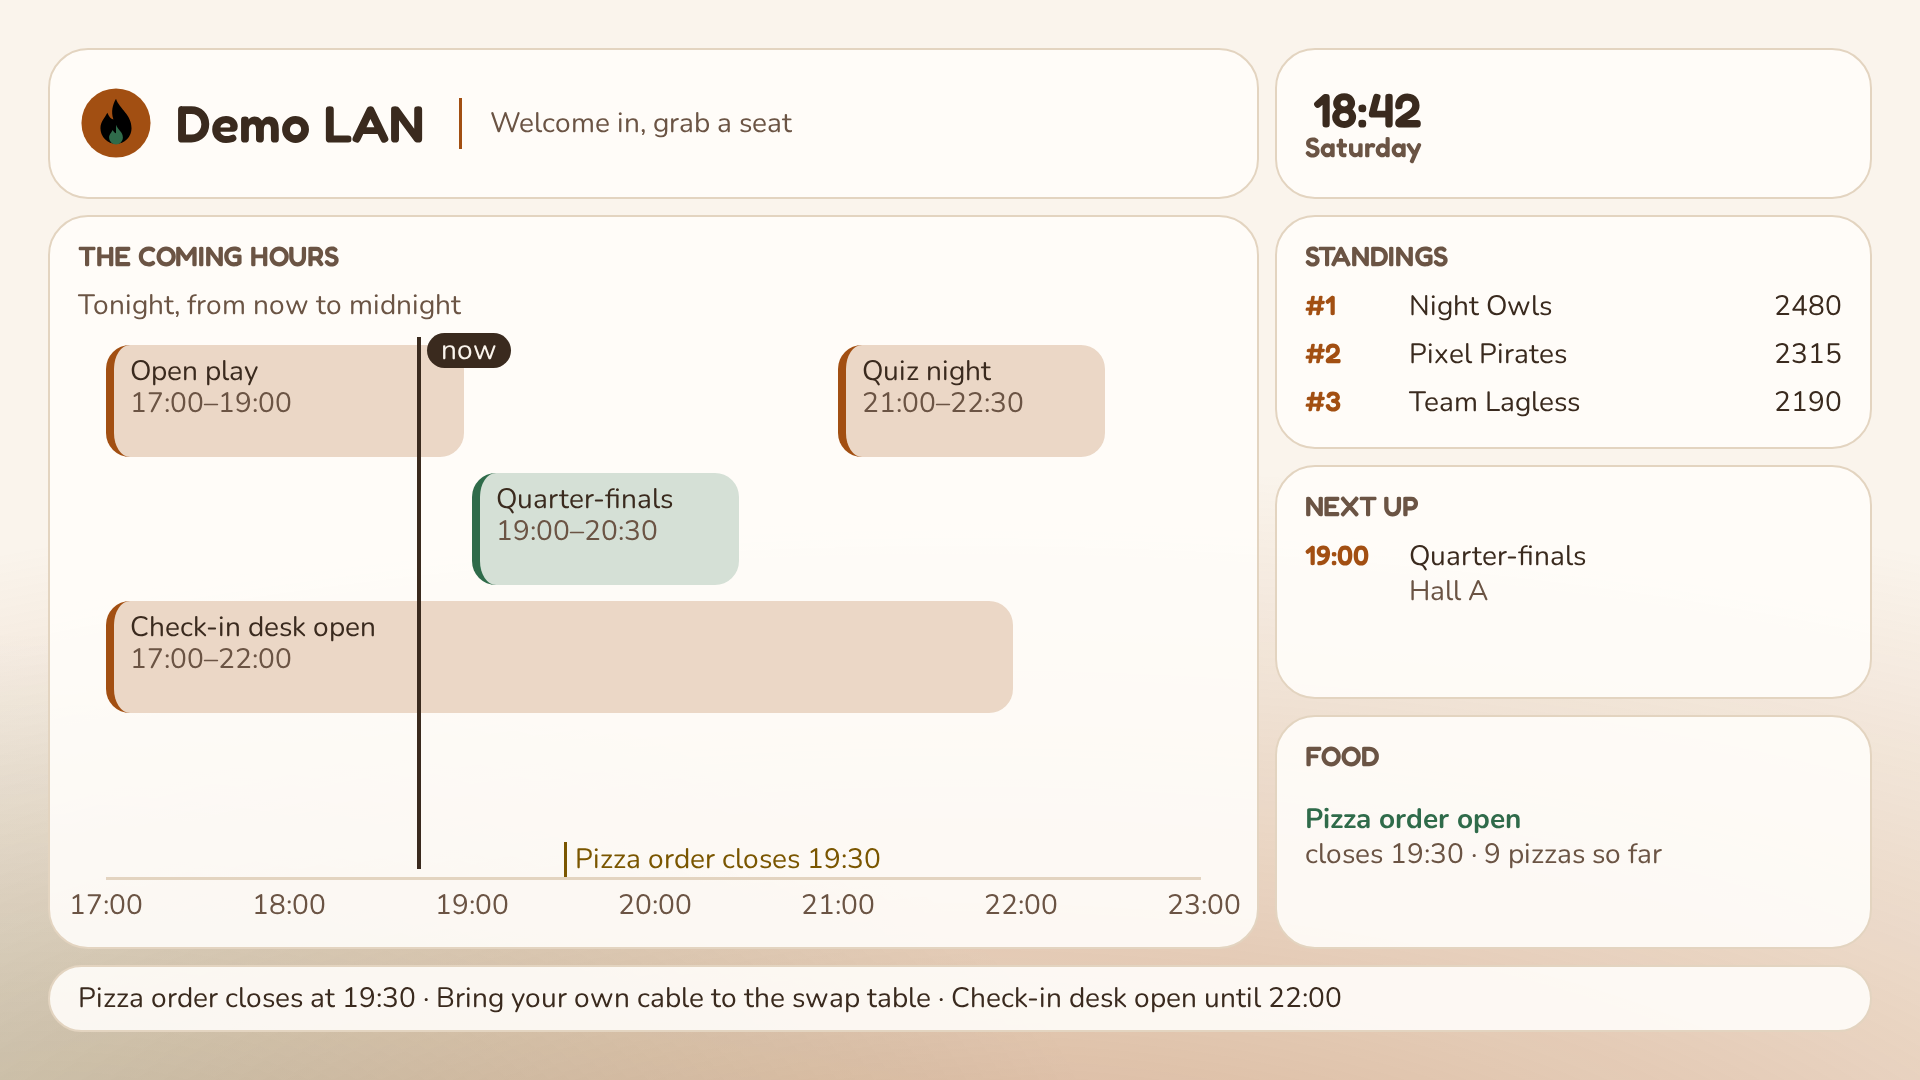 Demo LAN
Welcome in, grab a seat
18:42
Saturday
THE COMING HOURS
Tonight, from now to midnight
now
Open play
17:00–19:00
Quiz night
21:00–22:30
Quarter-finals
19:00–20:30
Check-in desk open
17:00–22:00
Pizza order closes 19:30
17:00 18:00 19:00 20:00 21:00 22:00 23:00
STANDINGS
#1 Night Owls 2480
#2 Pixel Pirates 2315
#3 Team Lagless 2190
NEXT UP
19:00 Quarter-finals
Hall A
FOOD
Pizza order open
closes 19:30 · 9 pizzas so far
Pizza order closes at 19:30 · Bring your own cable to the swap table · Check-in desk open until 22:00